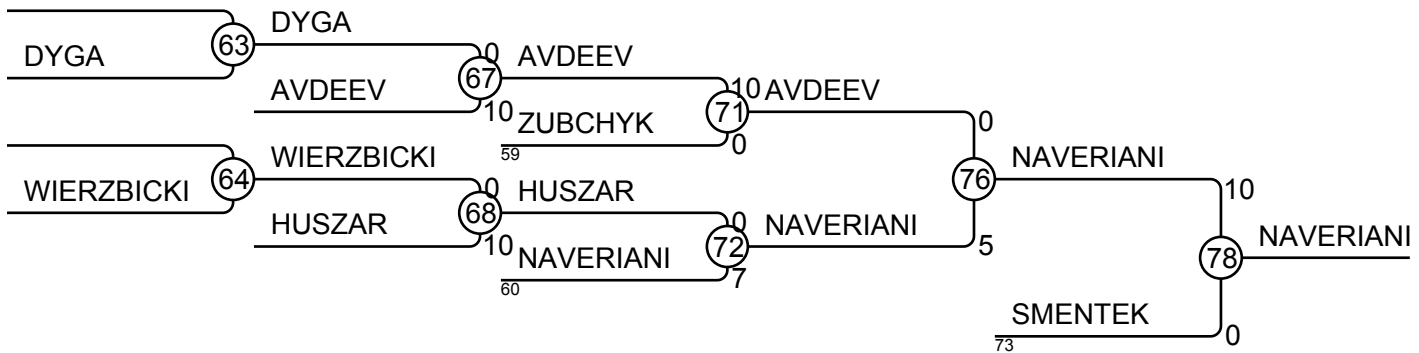 DYGA
63
DYGA
0
67
AVDEEV
10
AVDEEV
10
71
ZUBCHYK
59
0
AVDEEV
0
WIERZBICKI
64
WIERZBICKI
0
68
HUSZAR
10
HUSZAR
0
72
NAVERIANI
60
7
NAVERIANI
5
76
NAVERIANI
10
78
SMENTEK
73
0
NAVERIANI